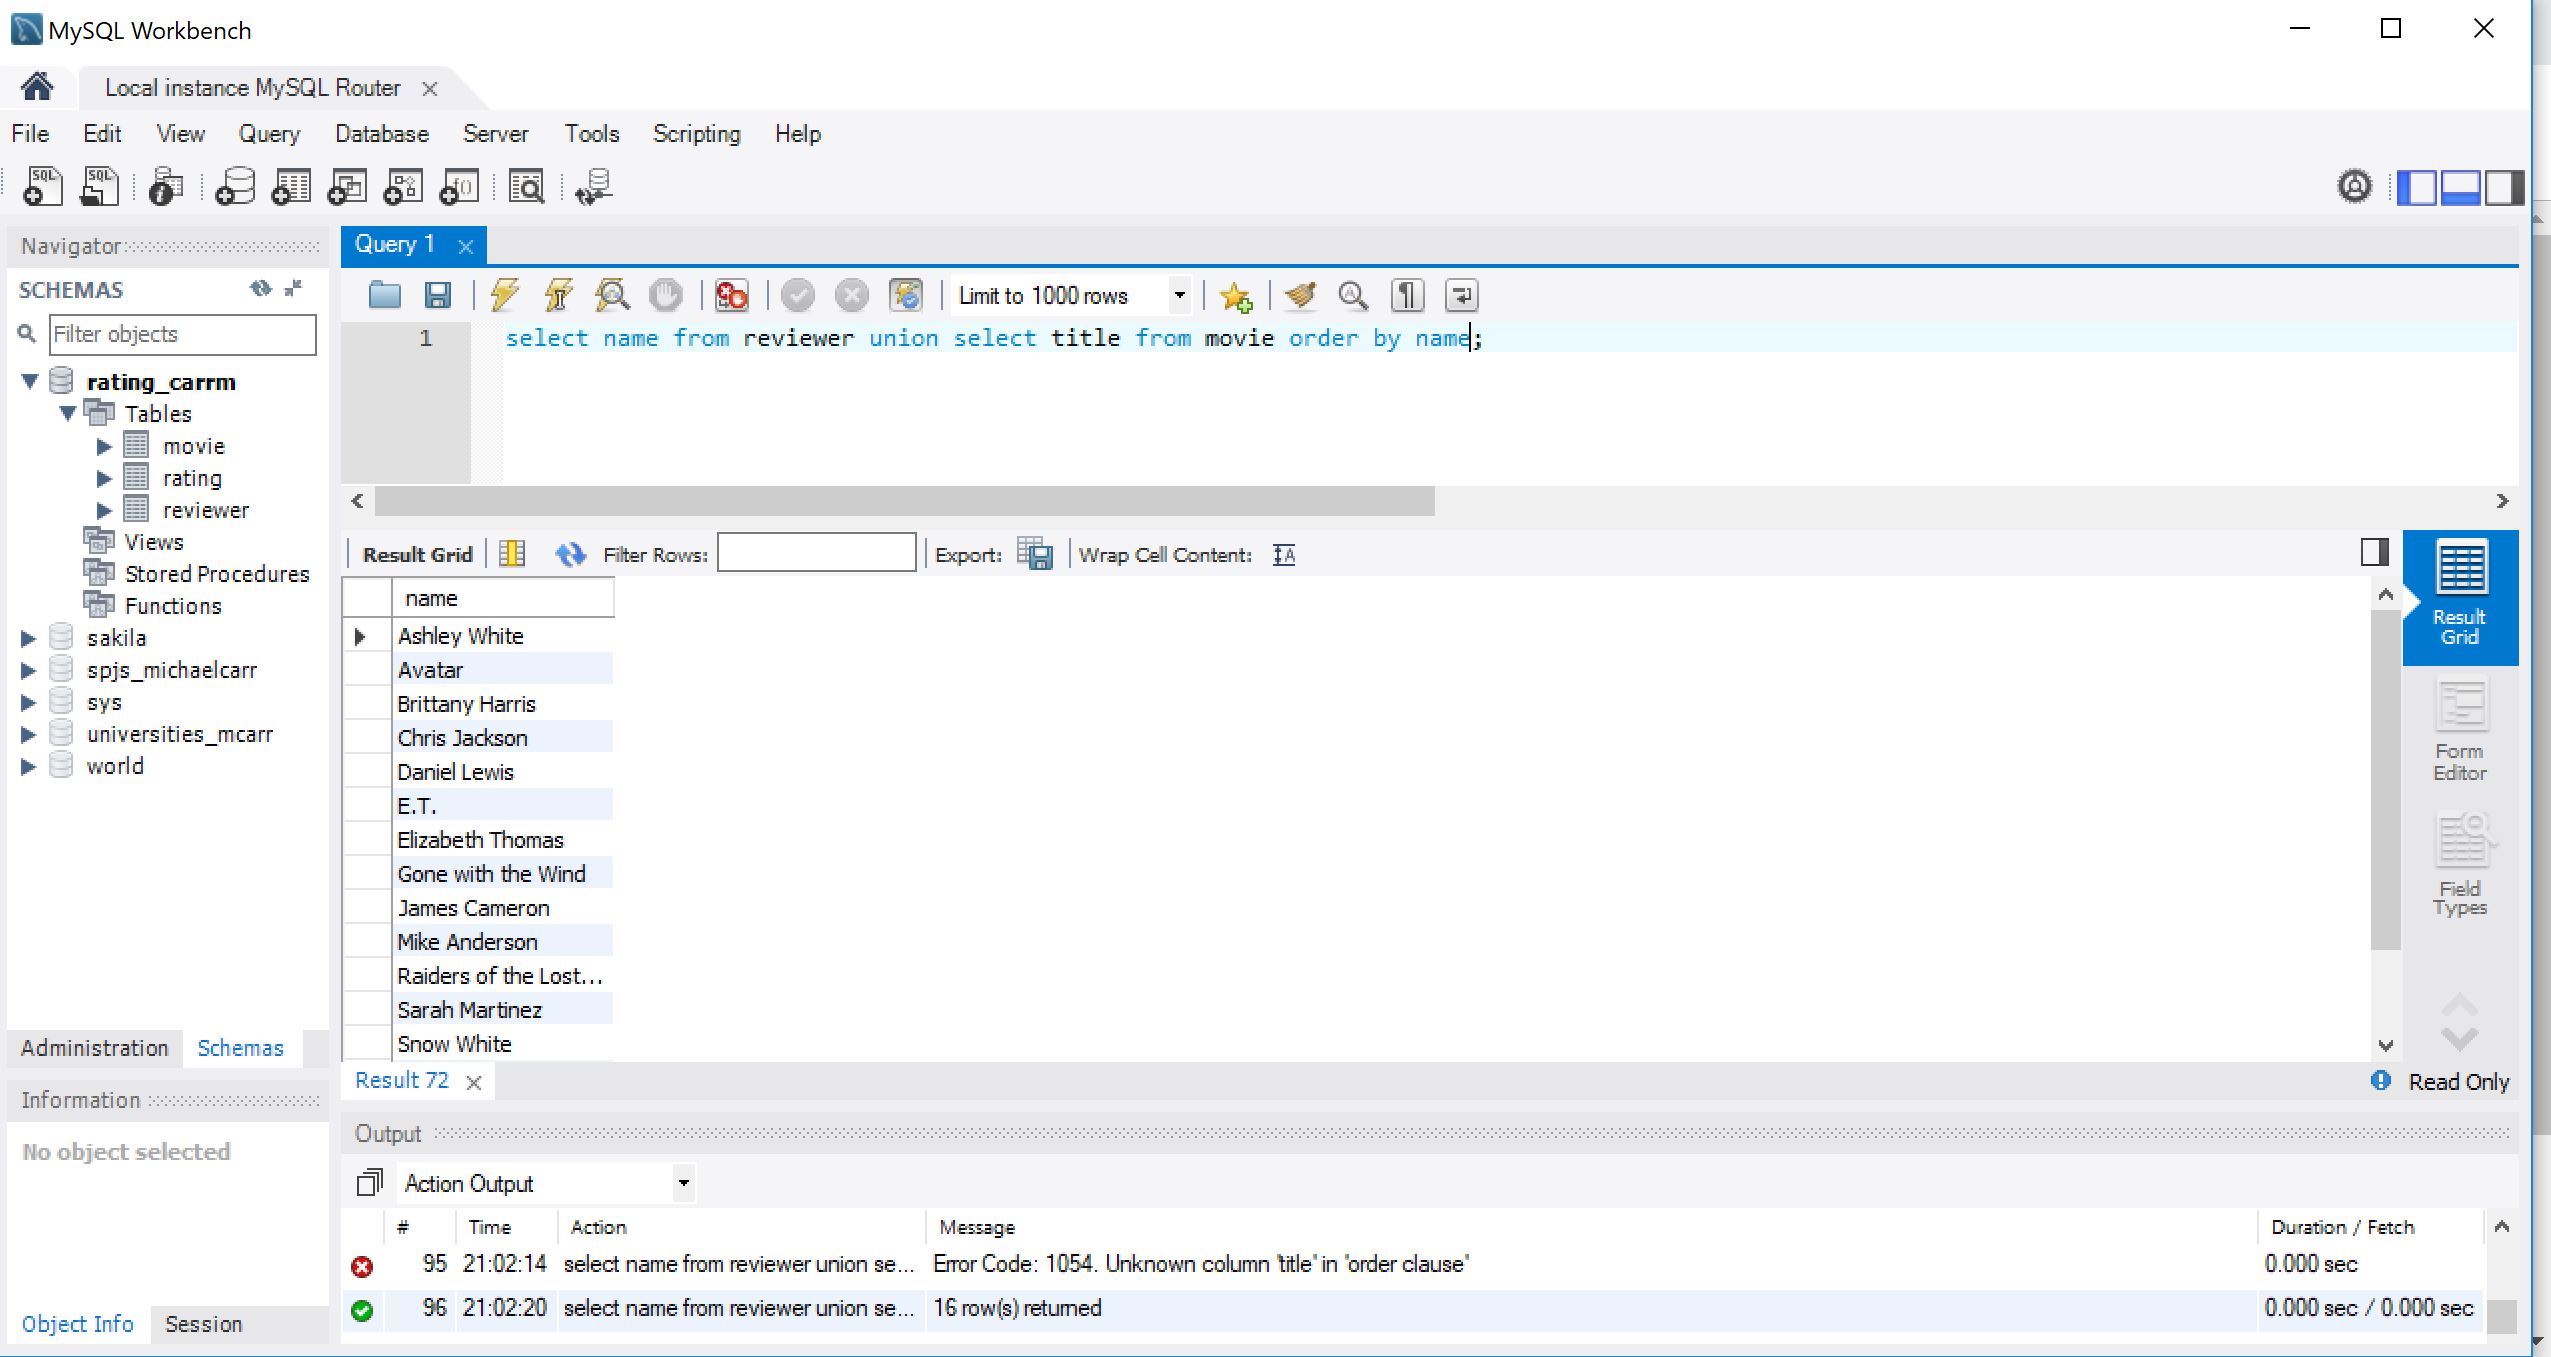 MySQL Workbench
Local instance MySQL Router
File Edit View Query Database Server Tools Scripting Help
Navigator
SCHEMAS
Filter objects
rating_carrm
Tables
movie
rating
reviewer
Views
Stored Procedures
Functions
sakila
spjs_michaelcarr
sys
universities_mcarr
world
Administration Schemas
Information
No object selected
Object Info Session
Query 1
Limit to 1000 rows
1 select name from reviewer union select title from movie order by name;
Result Grid Filter Rows: Export: Wrap Cell Content:
name
Ashley White
Avatar
Brittany Harris
Chris Jackson
Daniel Lewis
E.T.
Elizabeth Thomas
Gone with the Wind
James Cameron
Mike Anderson
Raiders of the Lost...
Sarah Martinez
Snow White
Result
Grid
Form
Editor
Field
Types
Result 72
Read Only
Output
Action Output
# Time Action Message Duration / Fetch
95 21:02:14 select name from reviewer union se... Error Code: 1054. Unknown column 'title' in 'order clause' 0.000 sec
96 21:02:20 select name from reviewer union se... 16 row(s) returned 0.000 sec / 0.000 sec